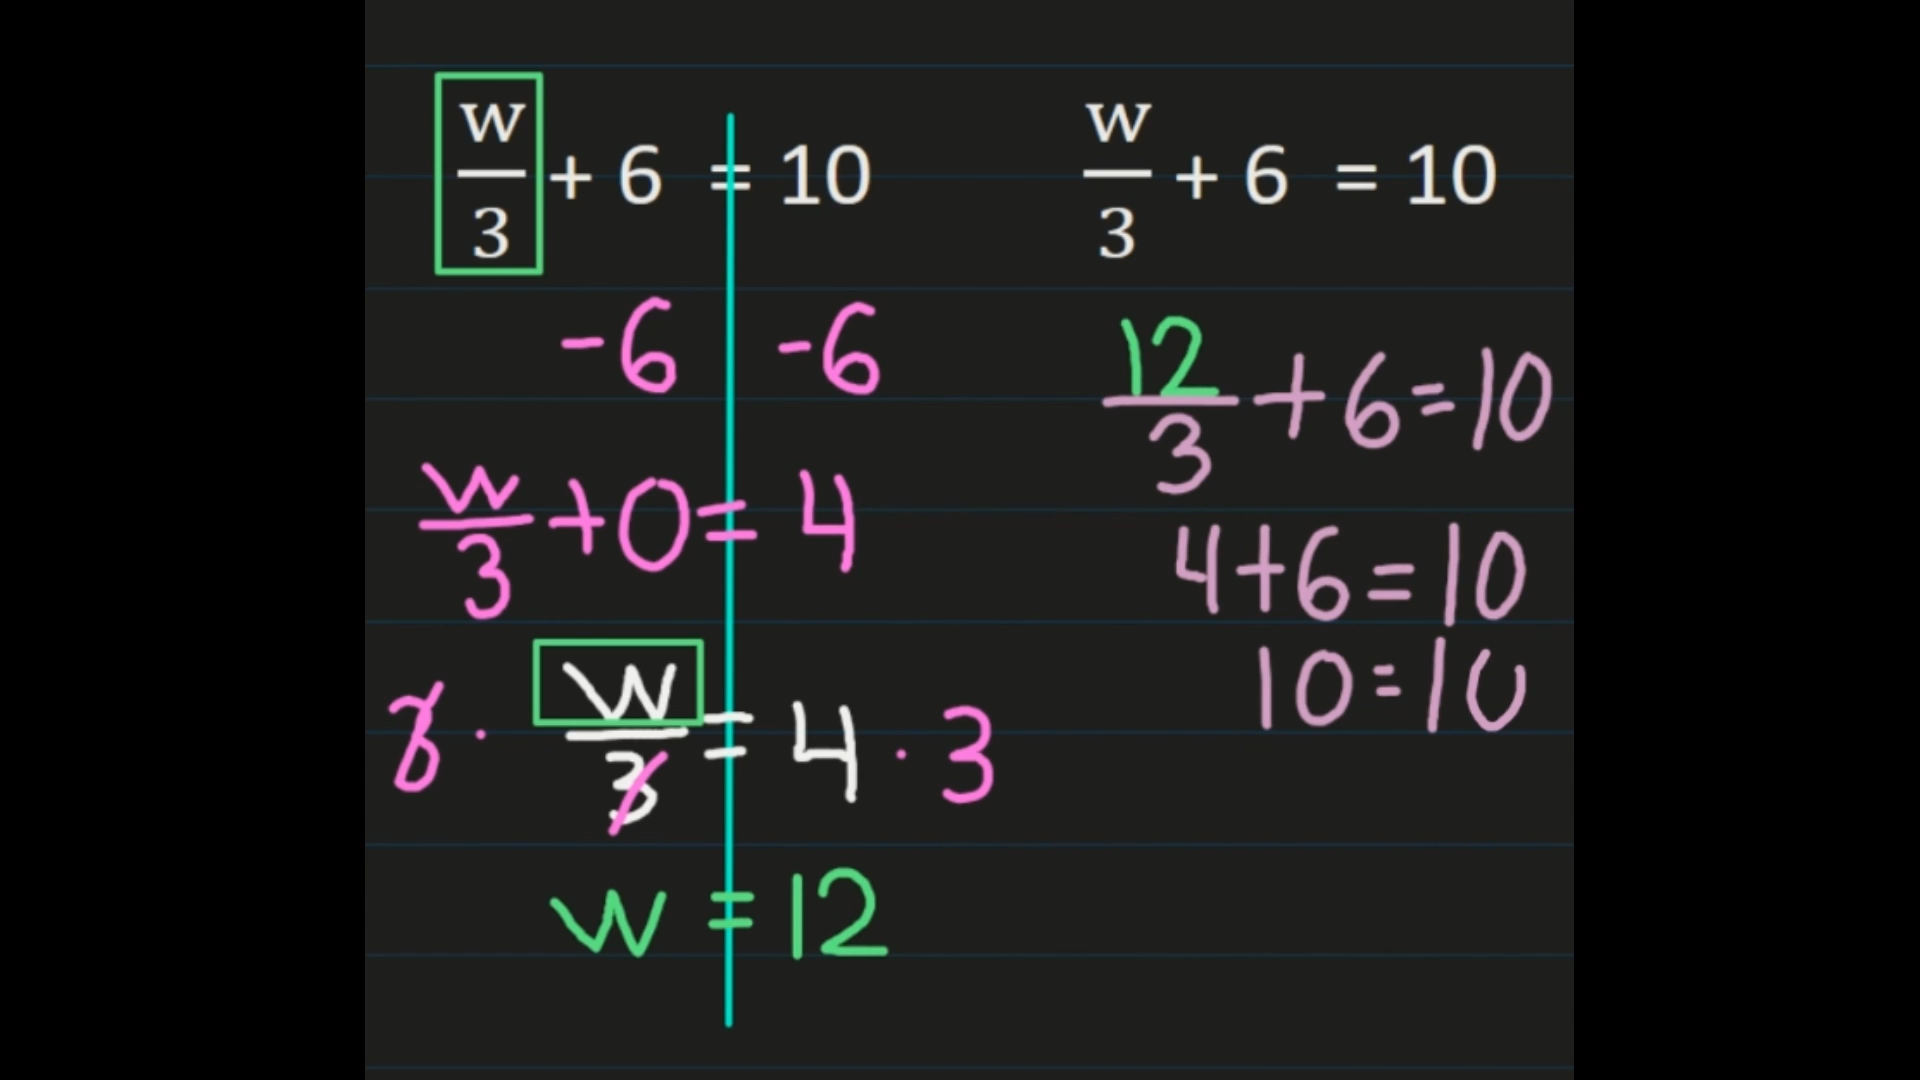 w/3 + 6 = 10
-6 -6
w/3 + 0 = 4
3 · w/3 = 4 · 3
w = 12
w/3 + 6 = 10
12/3 + 6 = 10
4 + 6 = 10
10 = 10